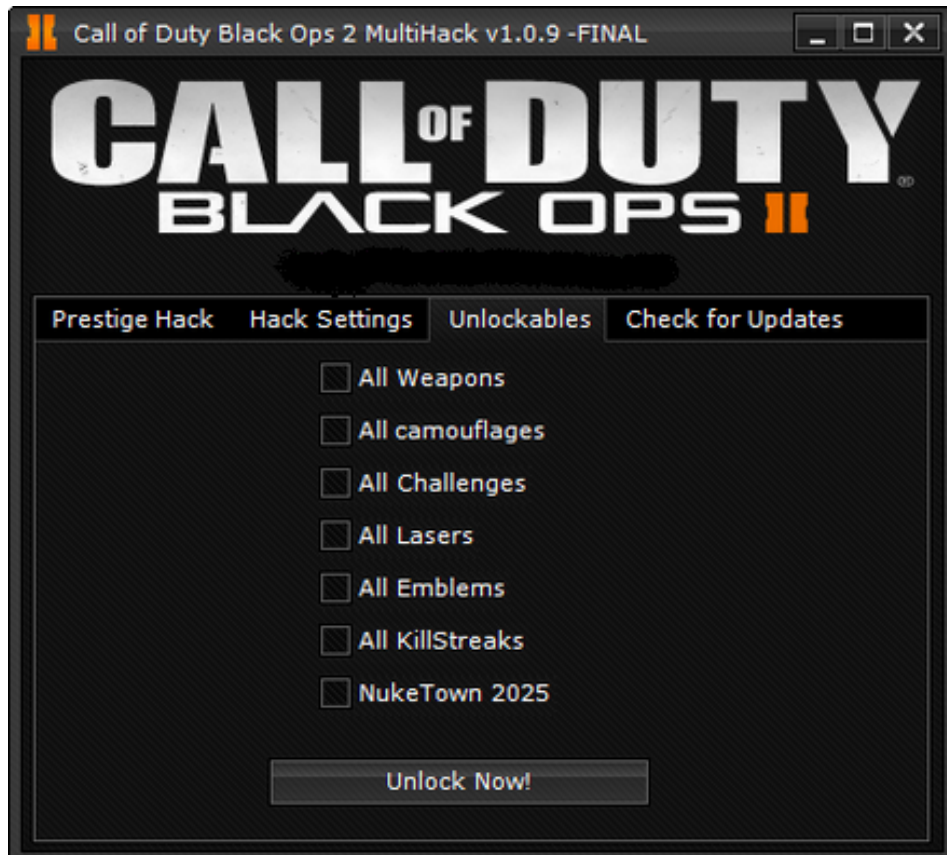 Call of Duty Black Ops 2 MultiHack v1.0.9 -FINAL
CALL OF DUTY®
BLACK OPS II
Prestige Hack Hack Settings Unlockables Check for Updates
All Weapons
All camouflages
All Challenges
All Lasers
All Emblems
All KillStreaks
NukeTown 2025
Unlock Now!